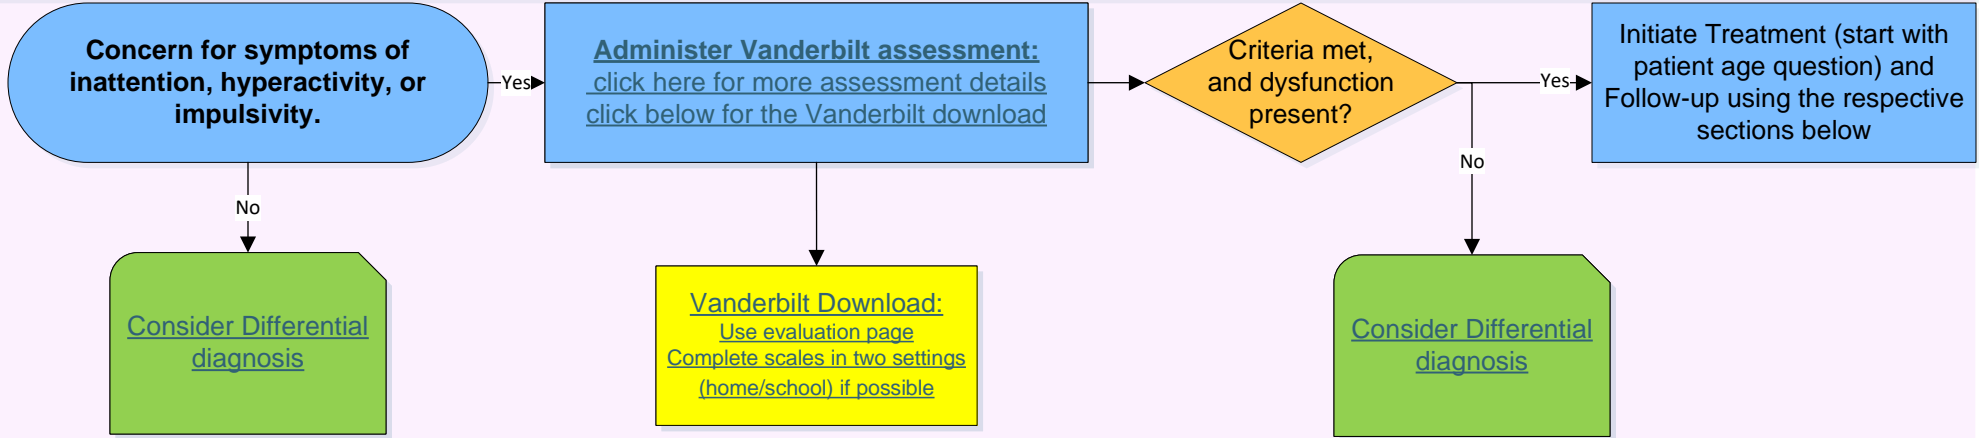 Concern for symptoms of
inattention, hyperactivity, or
impulsivity.
Yes
Administer Vanderbilt assessment:
click here for more assessment details
click below for the Vanderbilt download
Criteria met,
and dysfunction
present?
Yes
Initiate Treatment (start with
patient age question) and
Follow-up using the respective
sections below
No
No
Consider Differential
diagnosis
Vanderbilt Download:
Use evaluation page
Complete scales in two settings
(home/school) if possible
Consider Differential
diagnosis